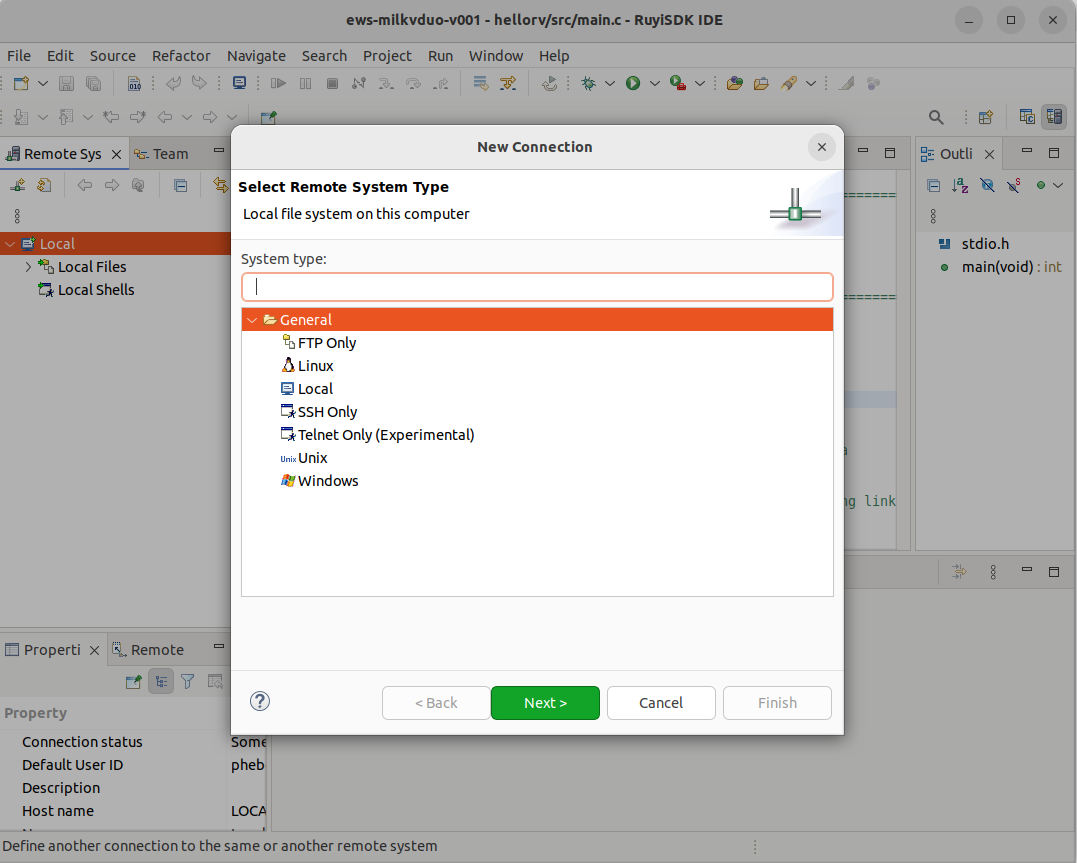 ews-milkvduo-v001 - hellorv/src/main.c - RuyiSDK IDE
File Edit Source Refactor Navigate Search Project Run Window Help
010
Remote Sys
Team
Outli
Local
Local Files
Local Shells
stdio.h
main(void) : int
New Connection
Select Remote System Type
Local file system on this computer
System type:
General
FTP Only
Linux
Local
SSH Only
Telnet Only (Experimental)
Unix Unix
Windows
a
ng link
< Back
Next >
Cancel
Finish
Properti
Remote
Property
Connection status Some
Default User ID pheb
Description
Host name LOCA
Define another connection to the same or another remote system